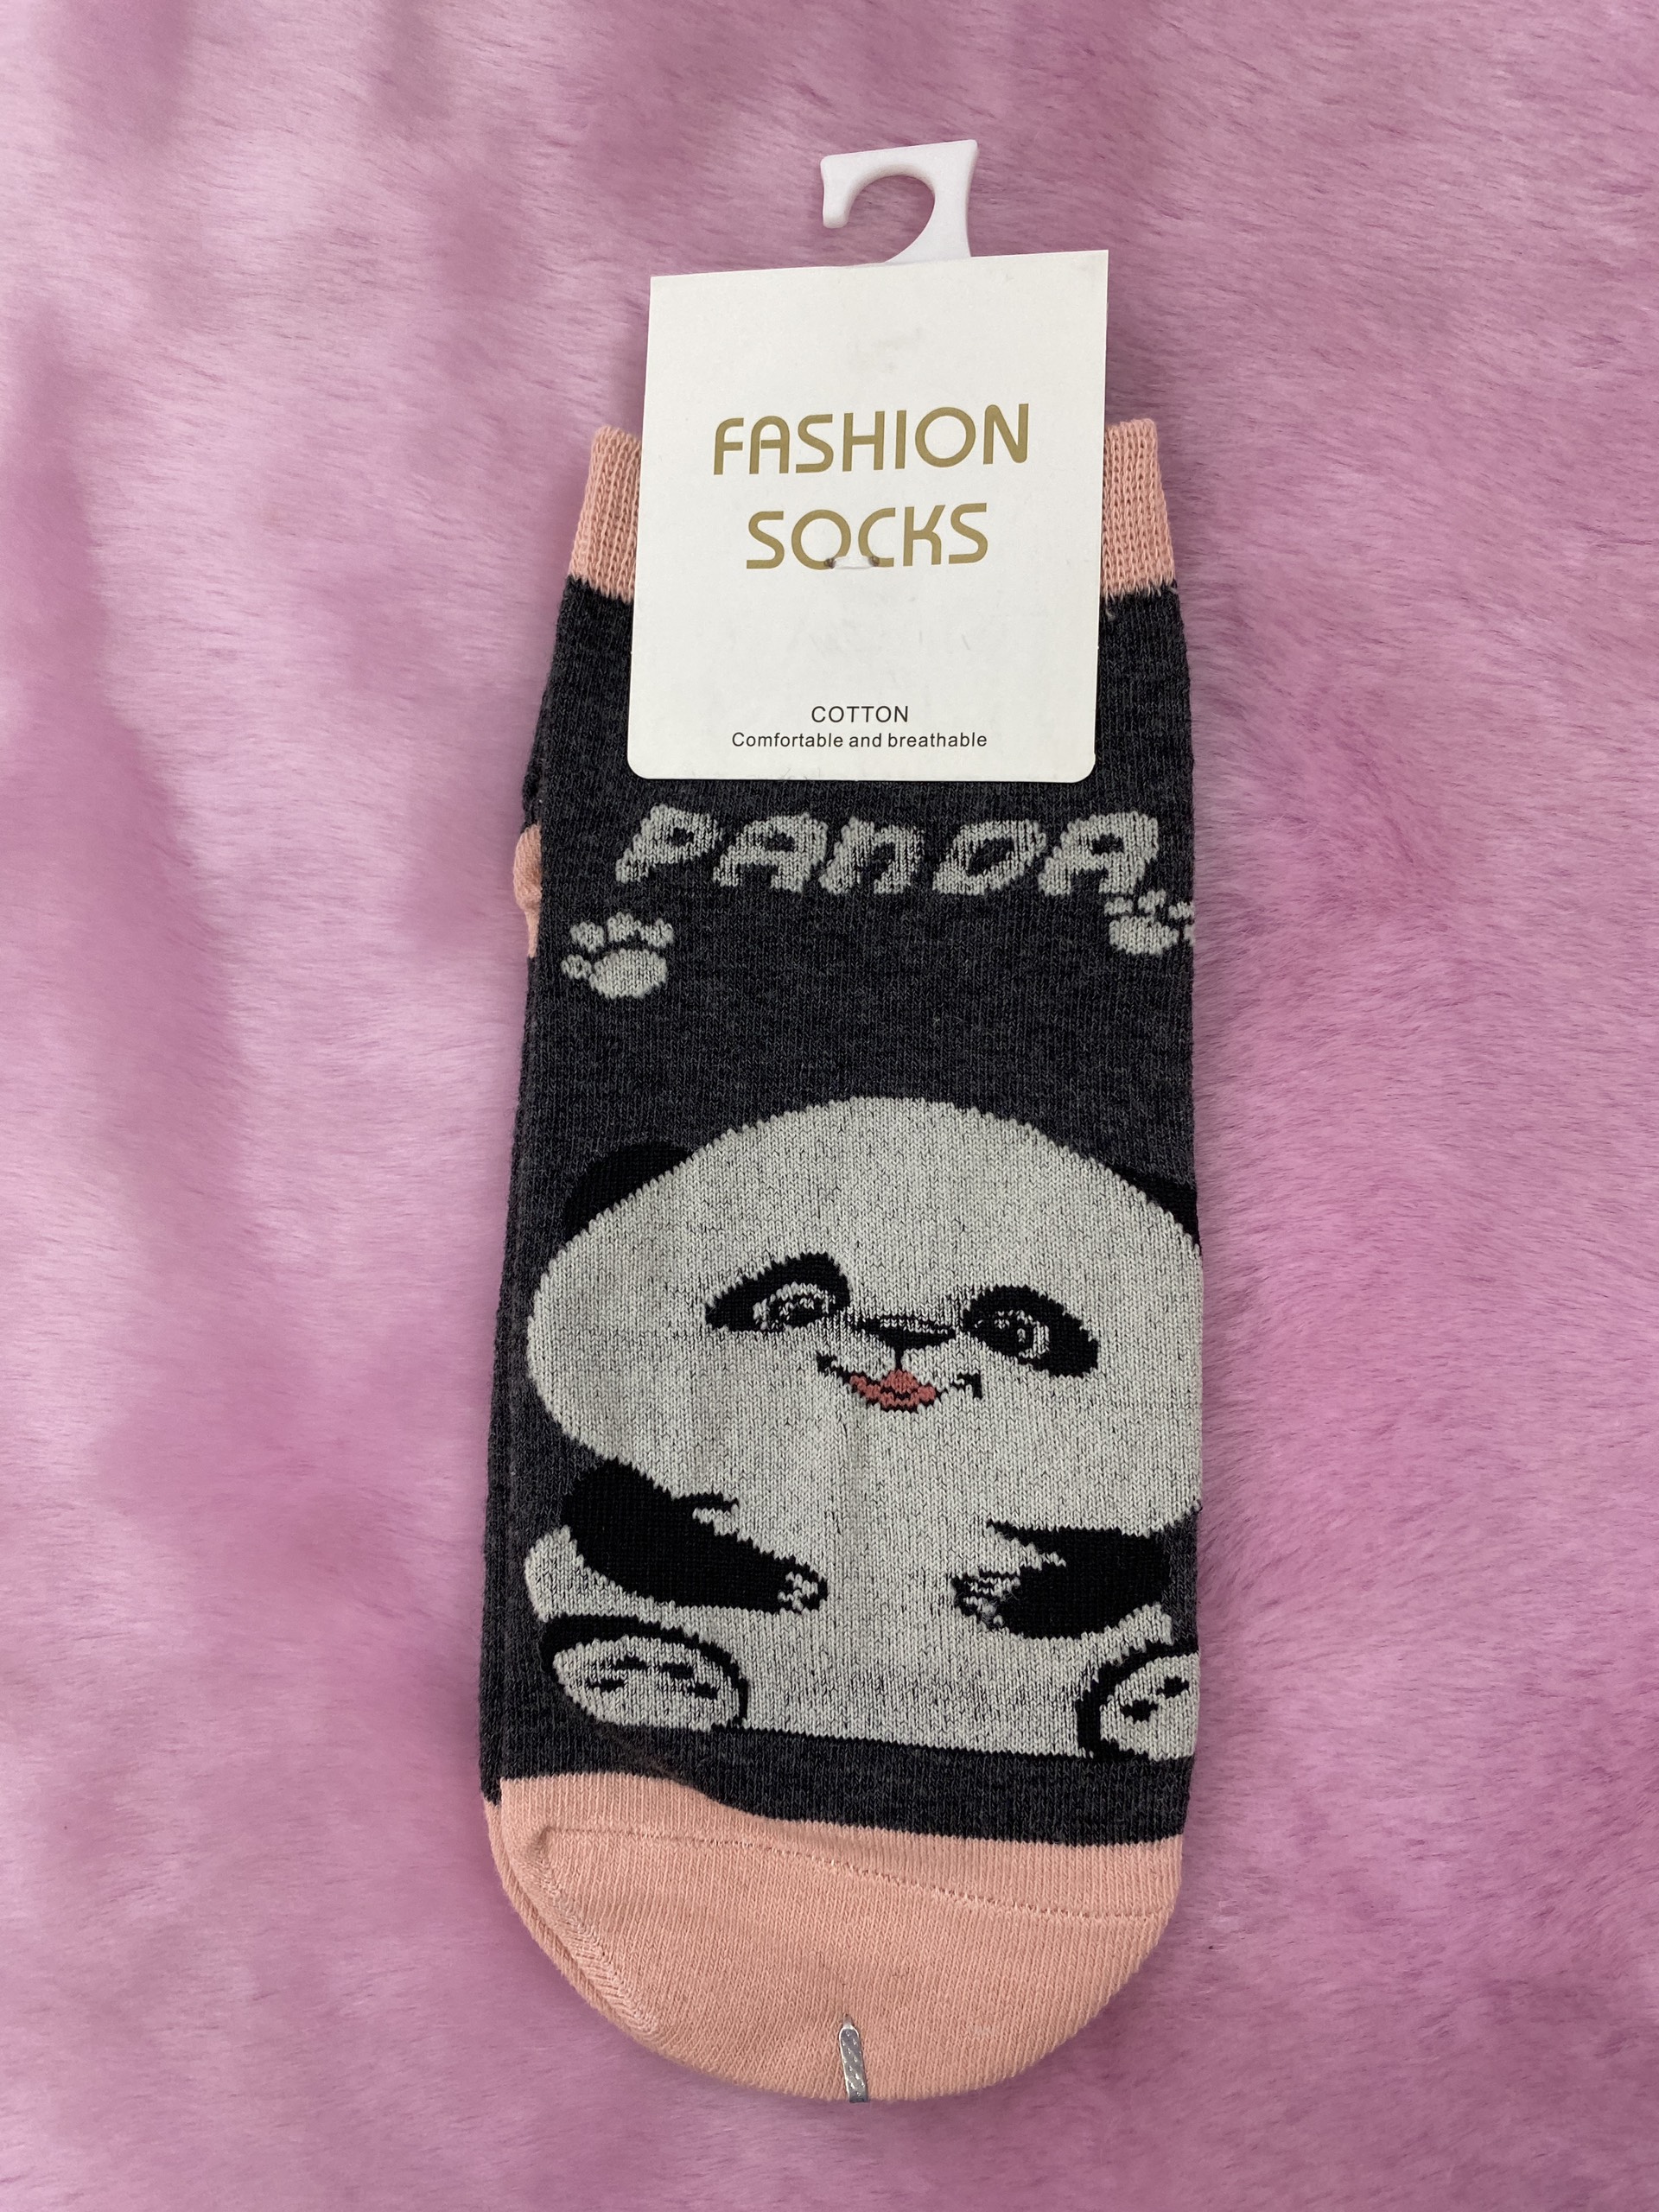 FASHION
SOCKS
COTTON
Comfortable and breathable
PANDA